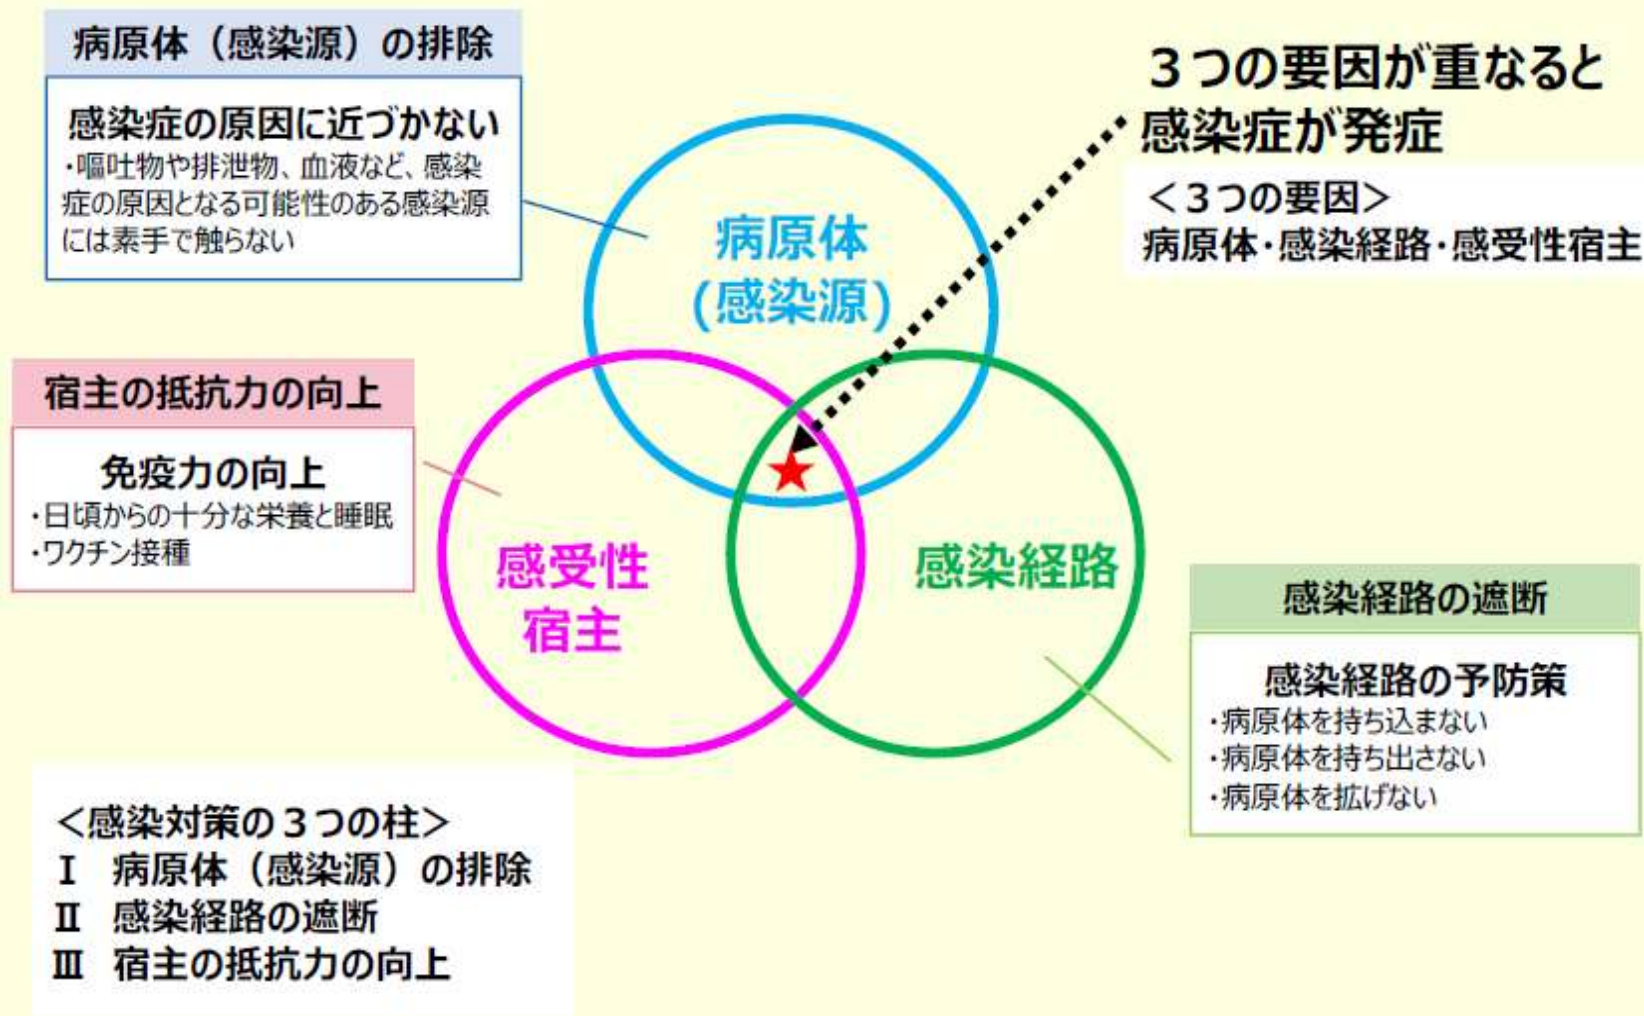 病原体（感染源）の排除
感染症の原因に近づかない
・嘔吐物や排泄物、血液など、感染
症の原因となる可能性のある感染源
には素手で触らない
３つの要因が重なると
感染症が発症
＜３つの要因＞
病原体・感染経路・感受性宿主
病原体
(感染源)
宿主の抵抗力の向上
免疫力の向上
・日頃からの十分な栄養と睡眠
・ワクチン接種
感受性
宿主
感染経路
感染経路の遮断
感染経路の予防策
・病原体を持ち込まない
・病原体を持ち出さない
・病原体を拡げない
＜感染対策の３つの柱＞
Ⅰ　病原体（感染源）の排除
Ⅱ　感染経路の遮断
Ⅲ　宿主の抵抗力の向上